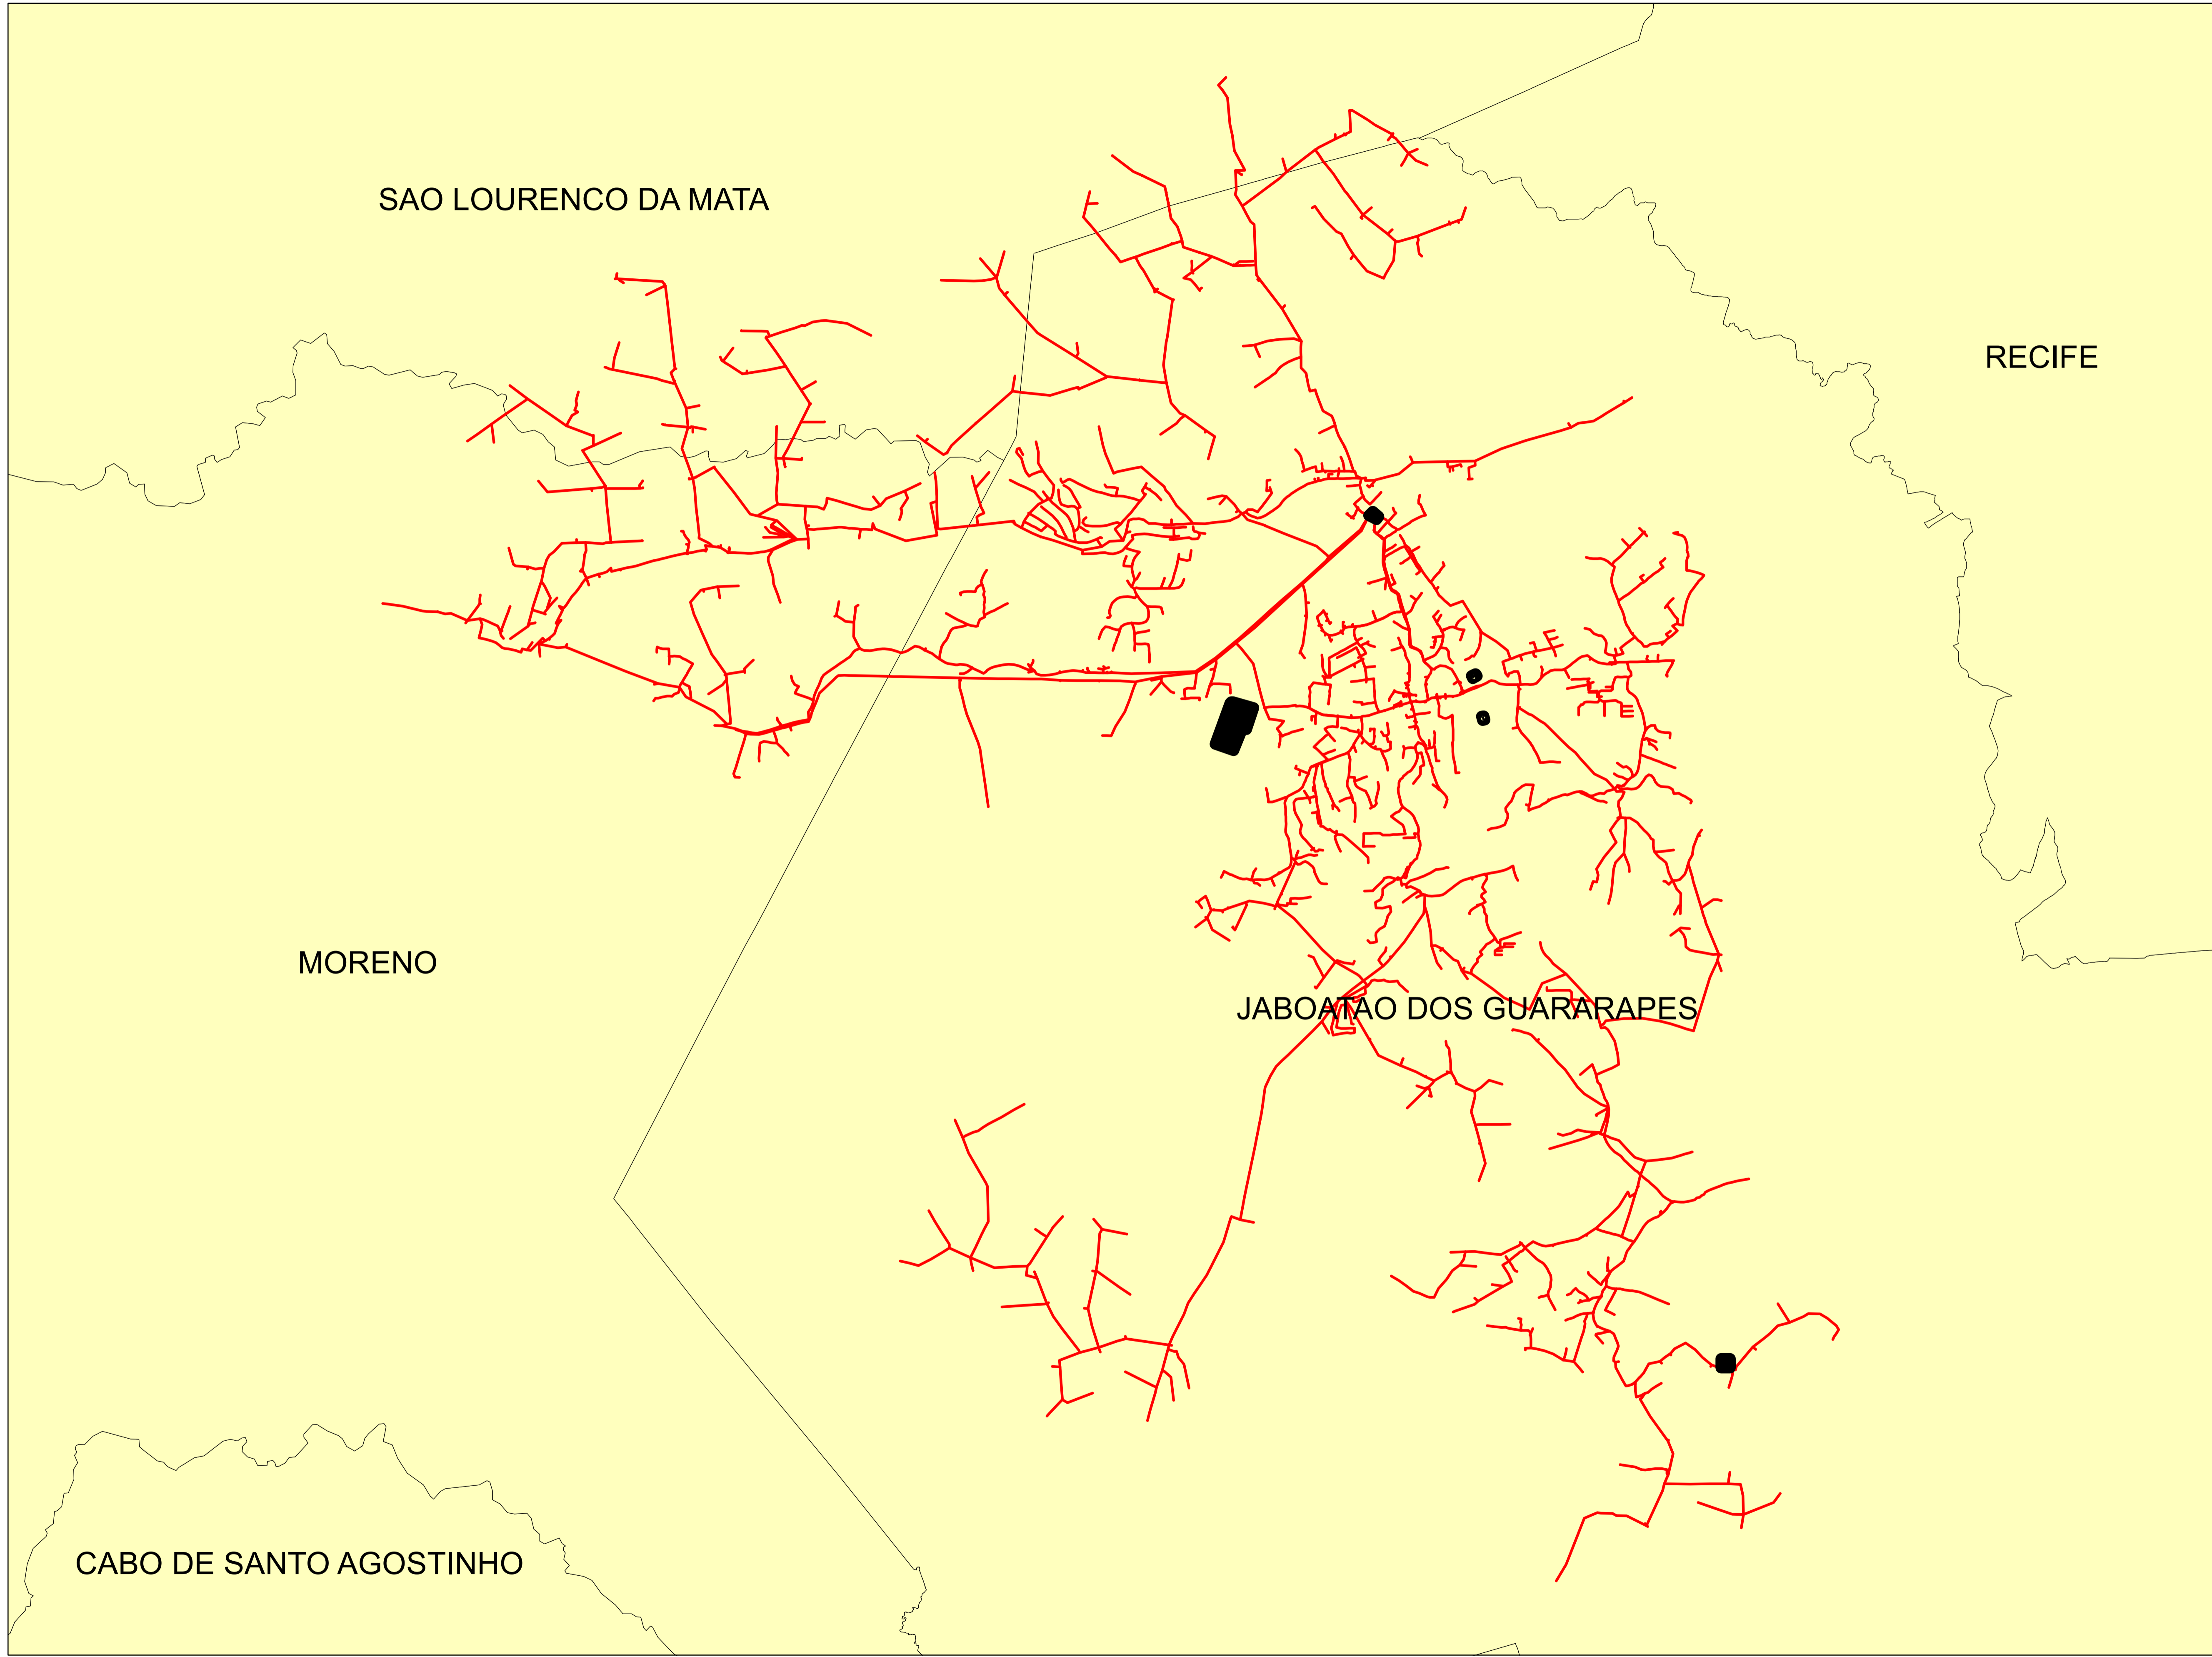 SAO LOURENCO DA MATA
RECIFE
MORENO
JABOATAO DOS GUARARAPES
CABO DE SANTO AGOSTINHO